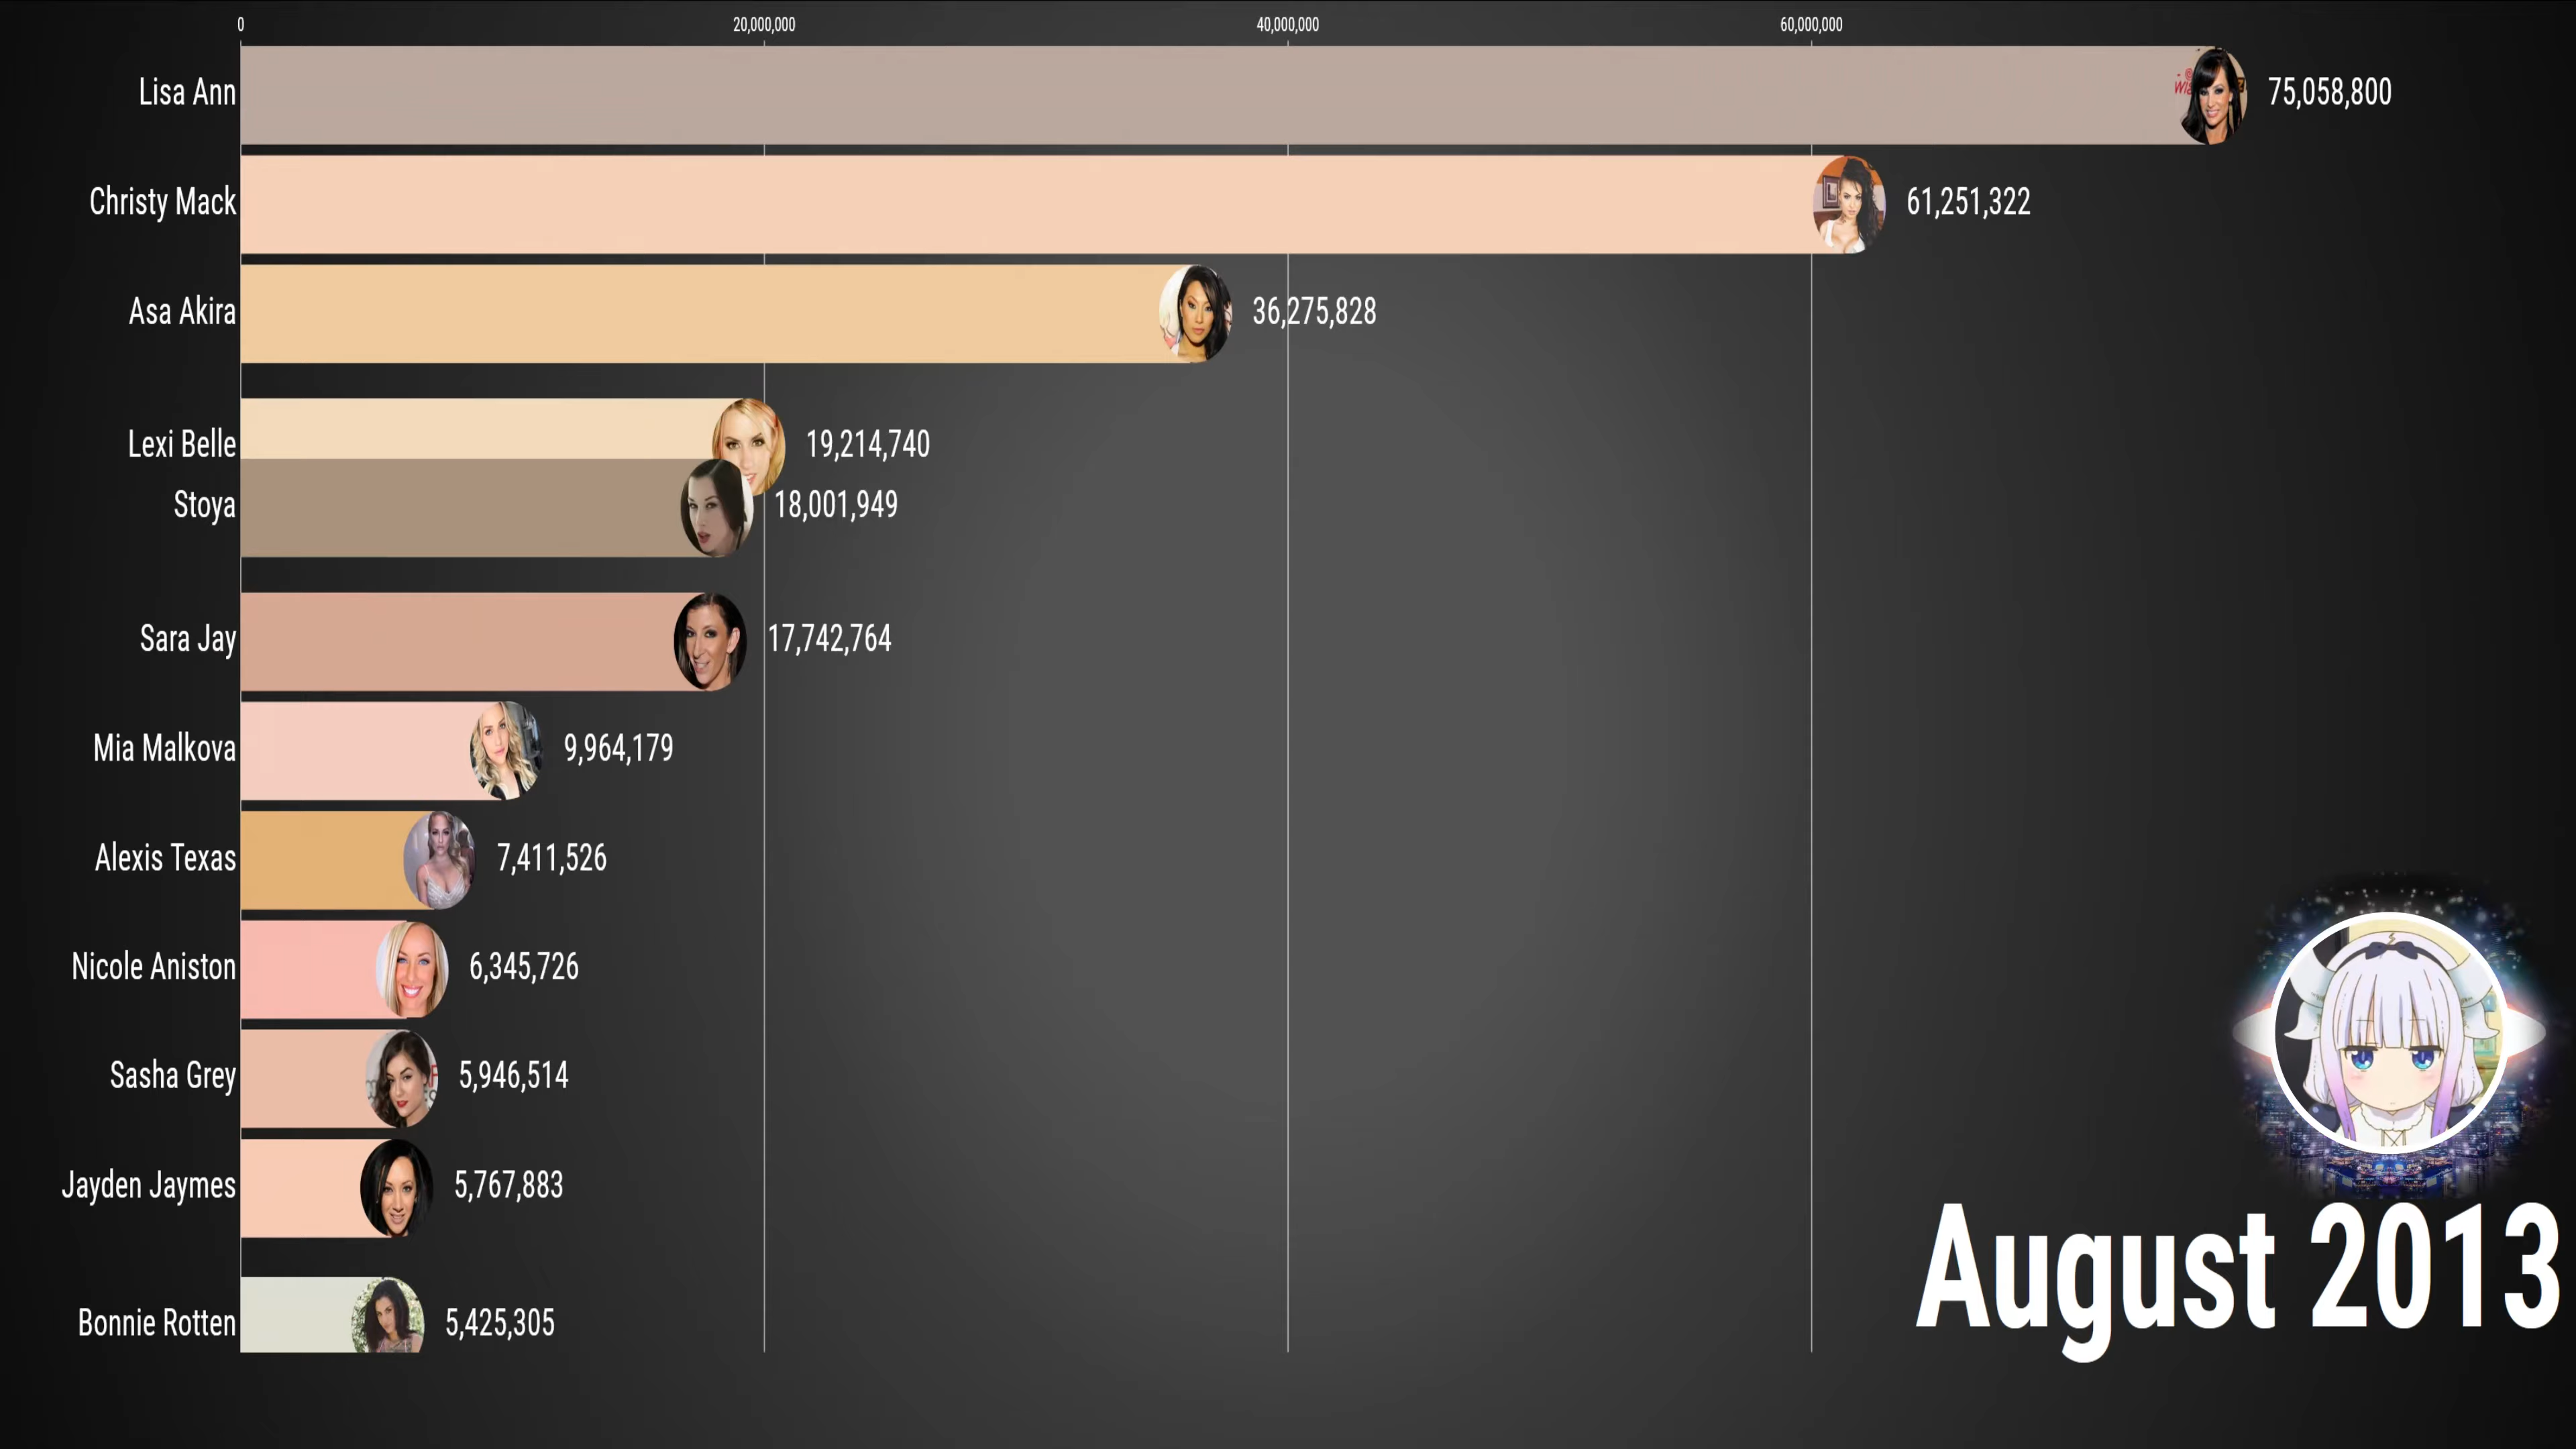 0 20,000,000 40,000,000 60,000,000
Lisa Ann 75,058,800
Christy Mack 61,251,322
Asa Akira 36,275,828
Lexi Belle 19,214,740
Stoya 18,001,949
Sara Jay 17,742,764
Mia Malkova 9,964,179
Alexis Texas 7,411,526
Nicole Aniston 6,345,726
Sasha Grey 5,946,514
Jayden Jaymes 5,767,883
Bonnie Rotten 5,425,305
August 2013